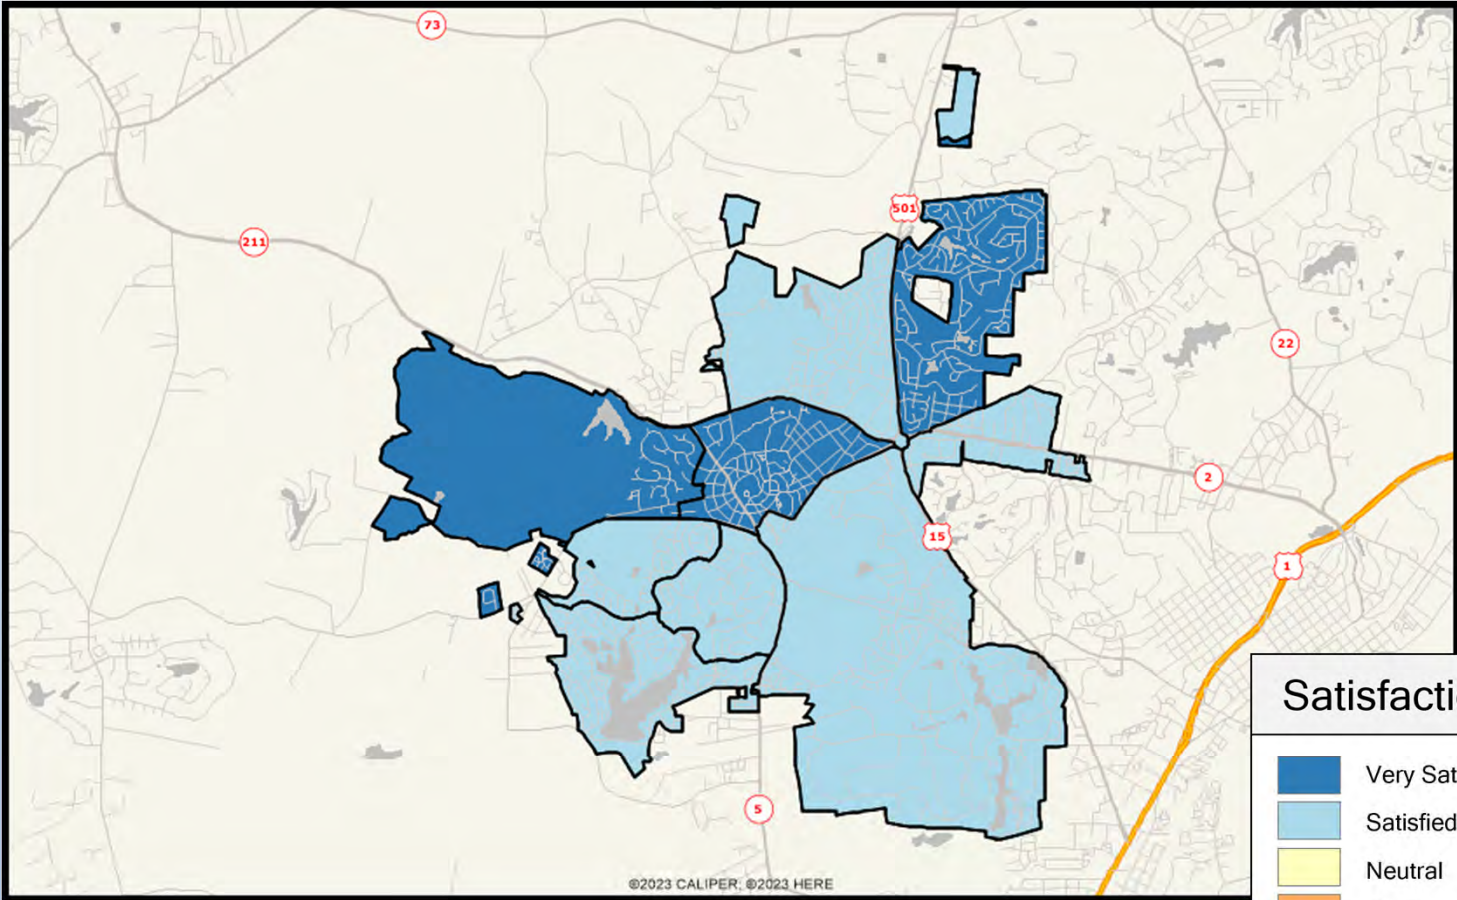 73
501
211
22
2
15
1
Satisfacti
Very Sat
Satisfied
Neutral
5
©2023 CALIPER; ©2023 HERE